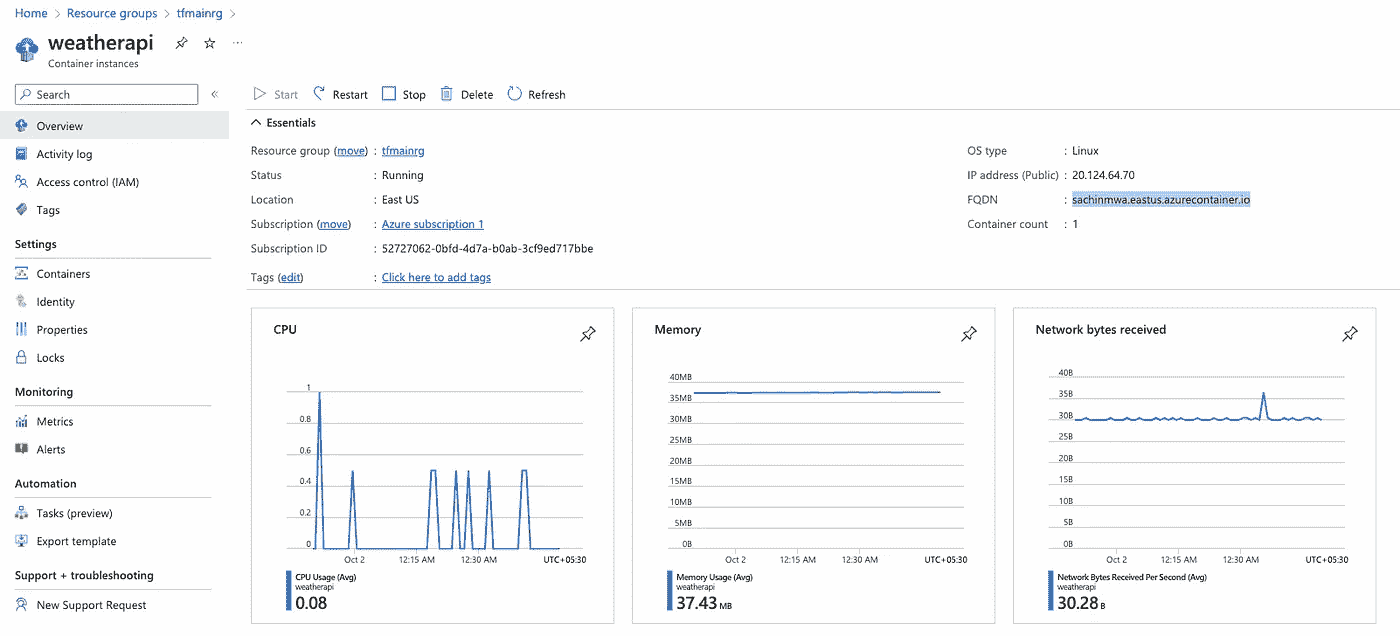 Home > Resource groups > tfmainrg >
weatherapi
...
Container instances
Search
«
Start Restart Stop Delete Refresh
Overview
Activity log
Access control (IAM)
Tags
Settings
Containers
Identity
Properties
Locks
Monitoring
Metrics
Alerts
Automation
Tasks (preview)
Export template
Support + troubleshooting
New Support Request
Essentials
Resource group (move) : tfmainrg
Status : Running
Location : East US
Subscription (move) : Azure subscription 1
Subscription ID : 52727062-0bfd-4d7a-b0ab-3cf9ed717bbe
Tags (edit) : Click here to add tags
OS type : Linux
IP address (Public) : 20.124.64.70
FQDN : sachinmwa.eastus.azurecontainer.io
Container count : 1
CPU
1
0.8
0.6
0.4
0.2
0
Oct 2 12:15 AM 12:30 AM UTC+05:30
CPU Usage (Avg)
weatherapi
0.08
Memory
40MB
35MB
30MB
25MB
20MB
15MB
10MB
5MB
0B
Oct 2 12:15 AM 12:30 AM UTC+05:30
Memory Usage (Avg)
weatherapi
37.43 MB
Network bytes received
40B
35B
30B
25B
20B
15B
10B
5B
0B
Oct 2 12:15 AM 12:30 AM UTC+05:30
Network Bytes Received Per Second (Avg)
weatherapi
30.28 B